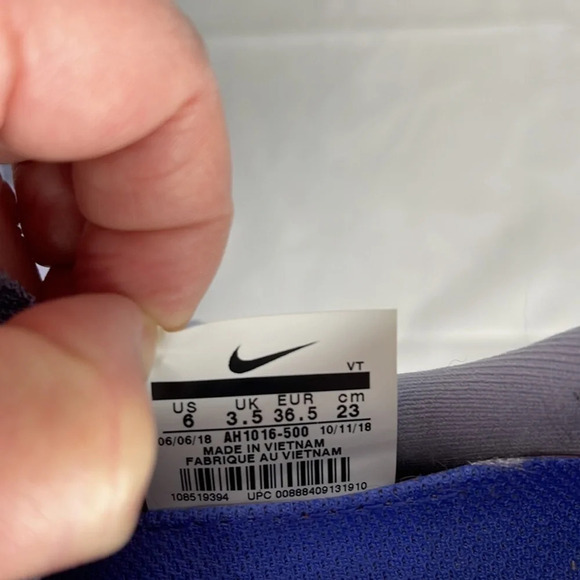 VT
US UK EUR cm
6 3.5 36.5 23
06/06/18 AH1016-500 10/11/18
MADE IN VIETNAM
FABRIQUE AU VIETNAM
108519394 UPC 00888409131910